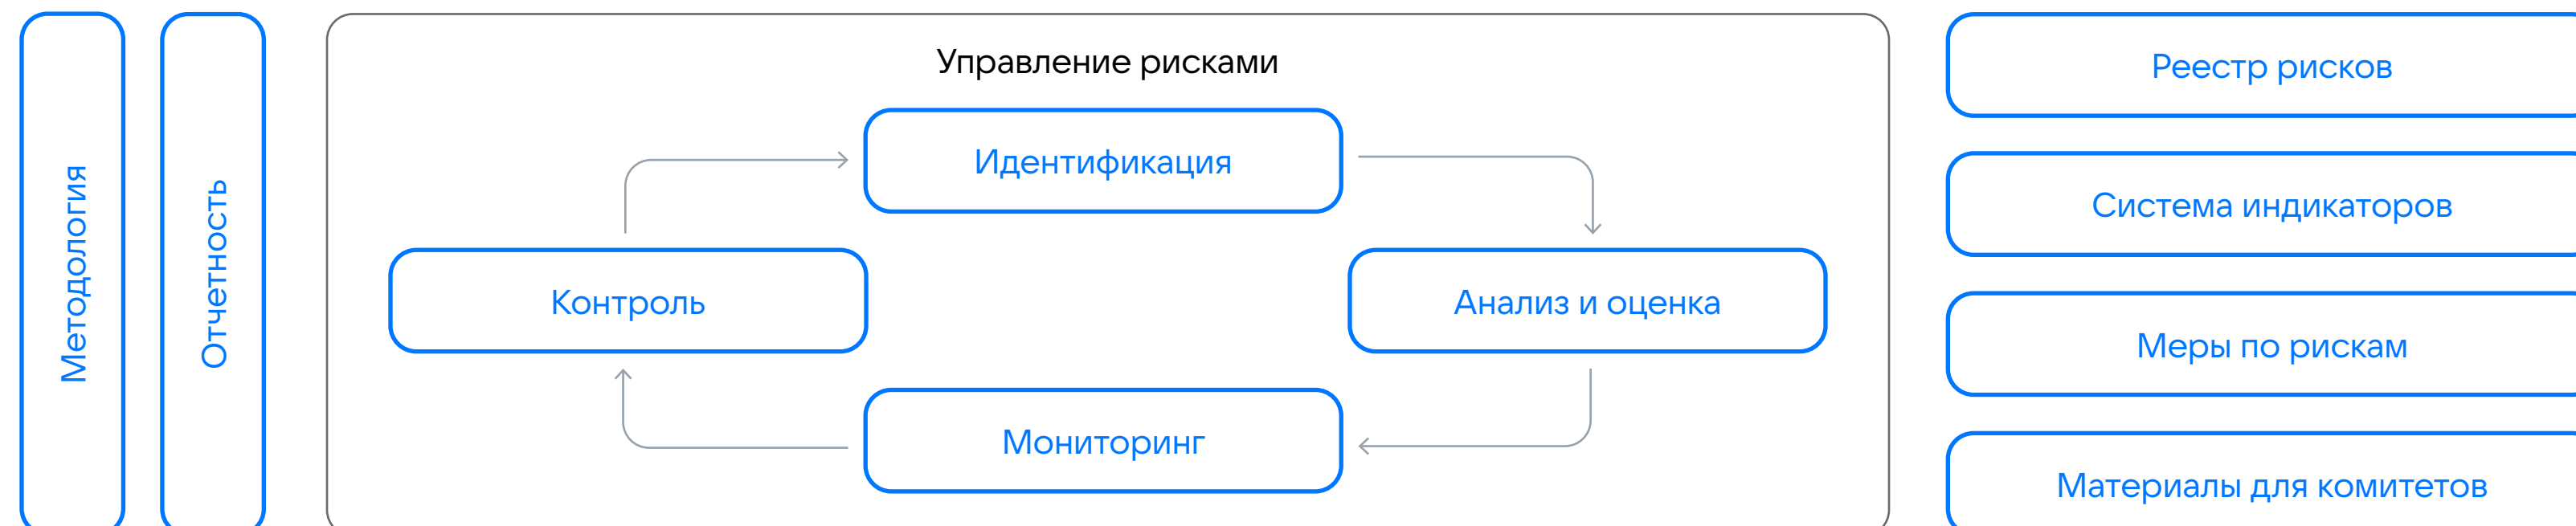 Методология
Отчетность
Управление рисками
Идентификация
Контроль
Анализ и оценка
Мониторинг
Реестр рисков
Система индикаторов
Меры по рискам
Материалы для комитетов